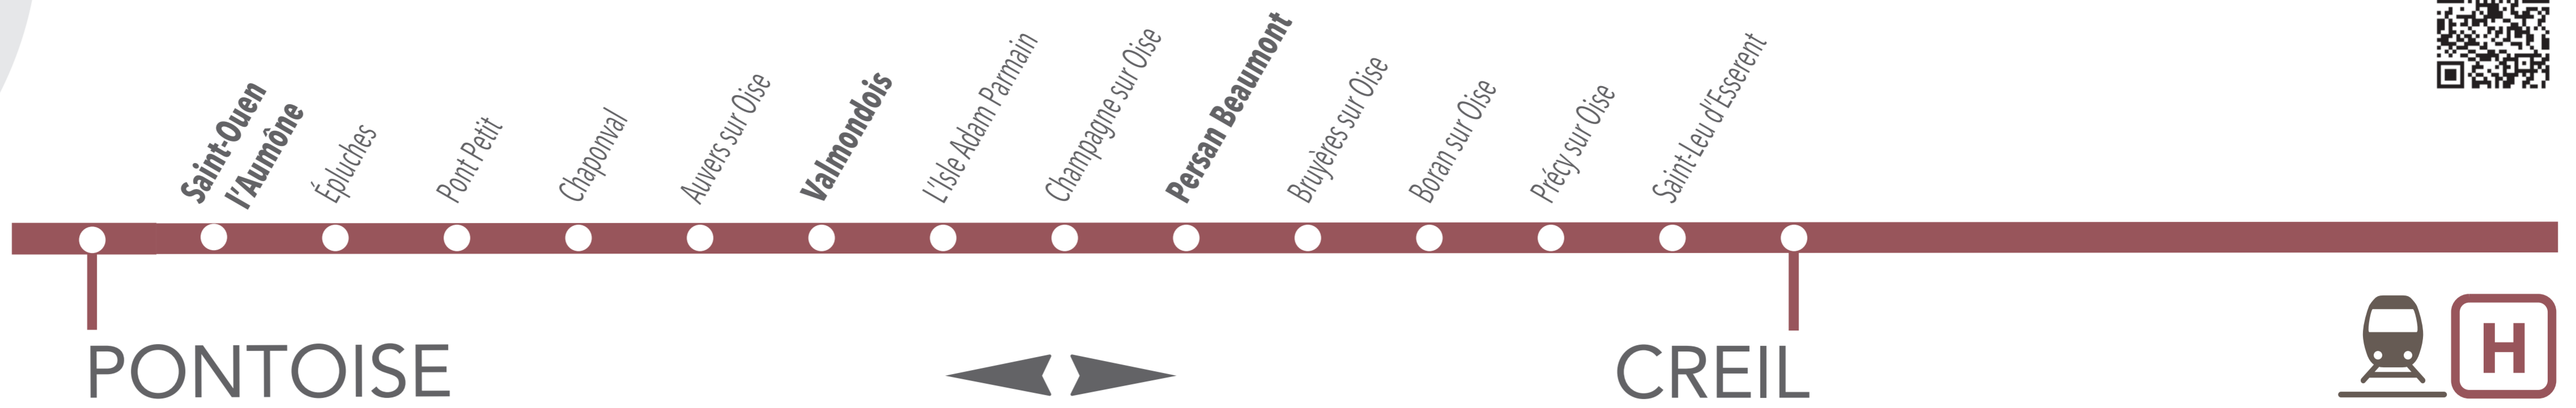 Saint-Ouen
l'Aumône
Épluches
Pont Petit
Chaponval
Auvers sur Oise
Valmondois
L'Isle Adam Parmain
Champagne sur Oise
Persan Beaumont
Bruyères sur Oise
Boran sur Oise
Précy sur Oise
Saint-Leu d'Esserent
PONTOISE
CREIL
H